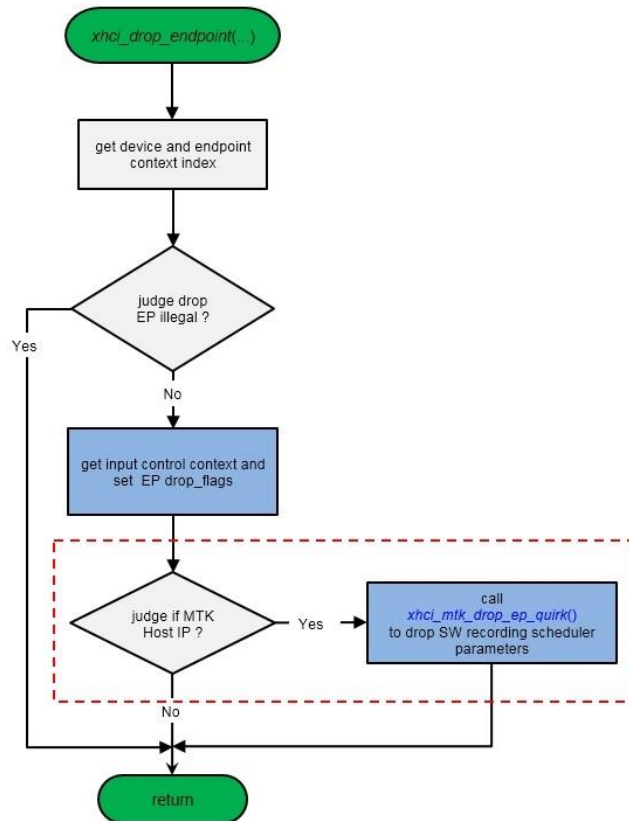 xhci_drop_endpoint(...)
get device and endpoint
context index
judge drop
EP illegal ?
Yes
No
get input control context and
set EP drop_flags
judge if MTK
Host IP ?
Yes
call
xhci_mtk_drop_ep_quirk()
to drop SW recording scheduler
parameters
No
return